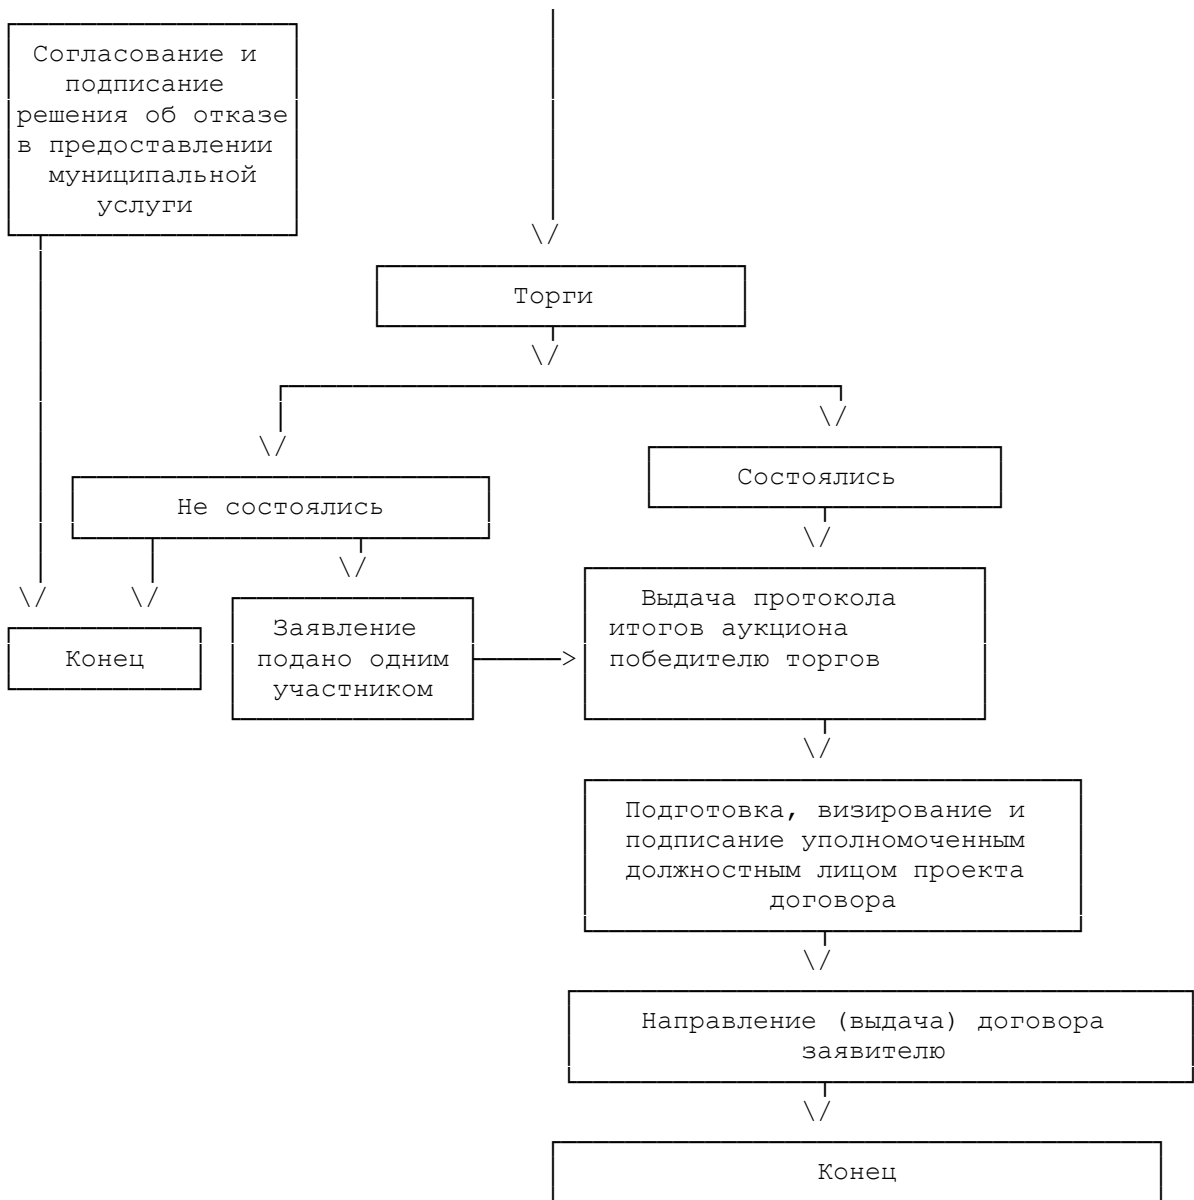 Согласование и
подписание
решения об отказе
в предоставлении
муниципальной
услуги
Торги
Состоялись
Не состоялись
Выдача протокола
итогов аукциона
победителю торгов
Заявление
подано одним
участником
Конец
Подготовка, визирование и
подписание уполномоченным
должностным лицом проекта
договора
Направление (выдача) договора
заявителю
Конец